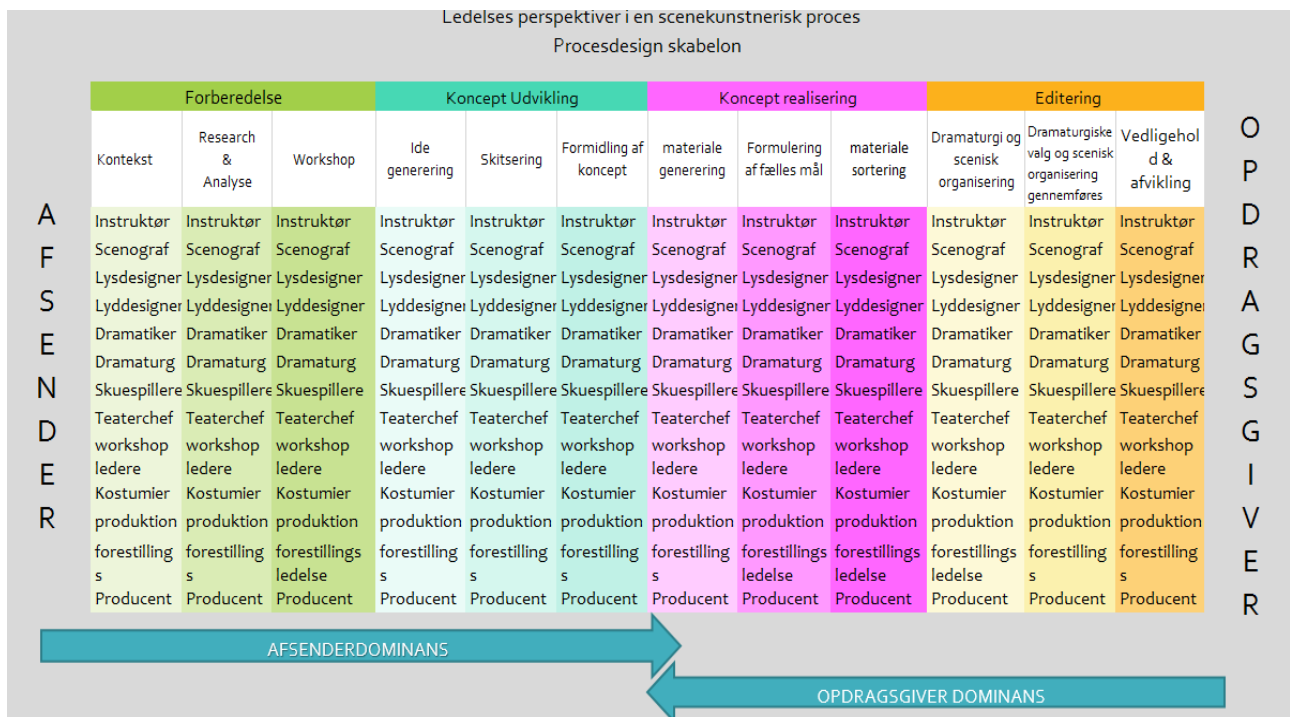 Ledelses perspektiver i en scenekunstnerisk proces
Procesdesign skabelon
Forberedelse Koncept Udvikling Koncept realisering Editering
Kontekst
Research
&
Analyse
Workshop
Ide
generering
Skitsering
Formidling af
koncept
materiale
generering
Formulering
af fælles mål
materiale
sortering
Dramaturgi og
scenisk
organisering
Dramaturgiske
valg og scenisk
organisering
gennemføres
Vedligehol
d &
afvikling
AFSENDER
Instruktør Instruktør Instruktør Instruktør Instruktør Instruktør Instruktør Instruktør Instruktør Instruktør Instruktør Instruktør
Scenograf Scenograf Scenograf Scenograf Scenograf Scenograf Scenograf Scenograf Scenograf Scenograf Scenograf Scenograf
Lysdesigner Lysdesigner Lysdesigner Lysdesigner Lysdesigner Lysdesigner Lysdesigner Lysdesigner Lysdesigner Lysdesigner Lysdesigner Lysdesigner
Lyddesigner Lyddesigner Lyddesigner Lyddesigner Lyddesigner Lyddesigner Lyddesigner Lyddesigner Lyddesigner Lyddesigner Lyddesigner Lyddesigner
Dramatiker Dramatiker Dramatiker Dramatiker Dramatiker Dramatiker Dramatiker Dramatiker Dramatiker Dramatiker Dramatiker Dramatiker
Dramaturg Dramaturg Dramaturg Dramaturg Dramaturg Dramaturg Dramaturg Dramaturg Dramaturg Dramaturg Dramaturg Dramaturg
Skuespillere Skuespillere Skuespillere Skuespillere Skuespillere Skuespillere Skuespillere Skuespillere Skuespillere Skuespillere Skuespillere Skuespillere
Teaterchef Teaterchef Teaterchef Teaterchef Teaterchef Teaterchef Teaterchef Teaterchef Teaterchef Teaterchef Teaterchef Teaterchef
workshop workshop workshop workshop workshop workshop workshop workshop workshop workshop workshop workshop
ledere ledere ledere ledere ledere ledere ledere ledere ledere ledere ledere ledere
Kostumier Kostumier Kostumier Kostumier Kostumier Kostumier Kostumier Kostumier Kostumier Kostumier Kostumier Kostumier
produktion produktion produktion produktion produktion produktion produktion produktion produktion produktion produktion produktion
forestilling forestilling forestillings forestilling forestilling forestilling forestilling forestillings forestillings forestillings forestilling forestilling
s s ledelse s s s s ledelse ledelse ledelse s s
Producent Producent Producent Producent Producent Producent Producent Producent Producent Producent Producent Producent
OPDRAGSGIVER
AFSENDERDOMINANS
OPDRAGSGIVER DOMINANS